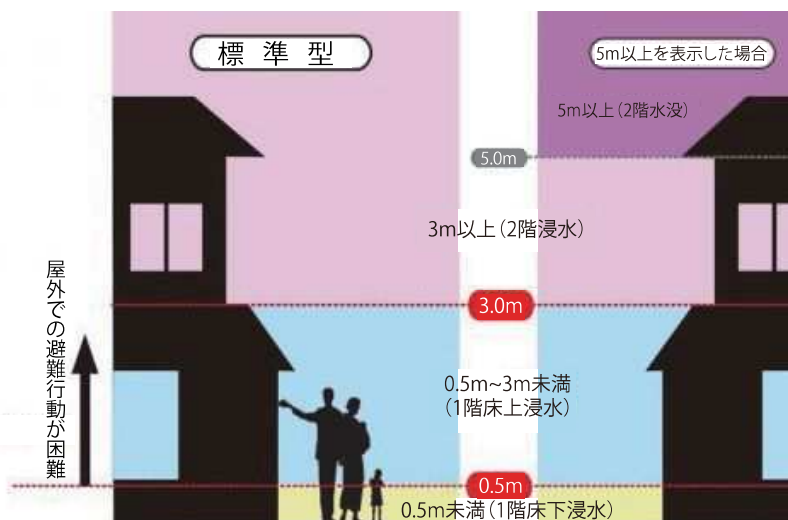 標準型
5m以上を表示した場合
5m以上(2階水没)
5.0m
3m以上(2階浸水)
3.0m
屋外での避難行動が困難
0.5m~3m未満
(1階床上浸水)
0.5m
0.5m未満(1階床下浸水)